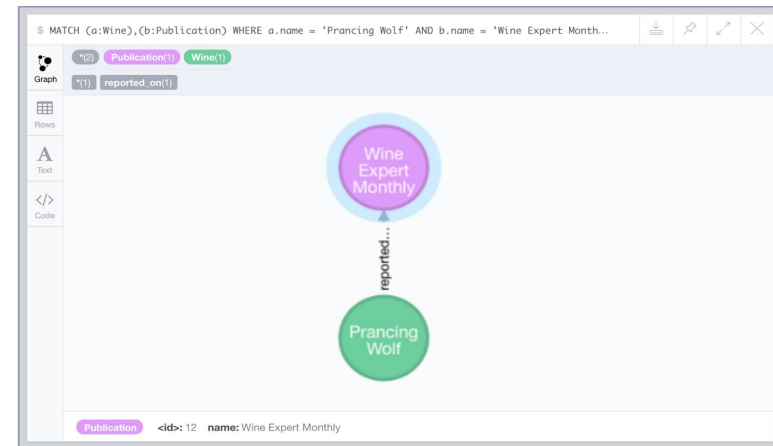 $ MATCH (a:Wine),(b:Publication) WHERE a.name = 'Prancing Wolf' AND b.name = 'Wine Expert Month...
*(2) Publication(1) Wine(1)
*(1) reported_on(1)
Graph
Rows
A
Text
</>
Code
Wine
Expert
Monthly
reported...
Prancing
Wolf
Publication <id>: 12 name: Wine Expert Monthly